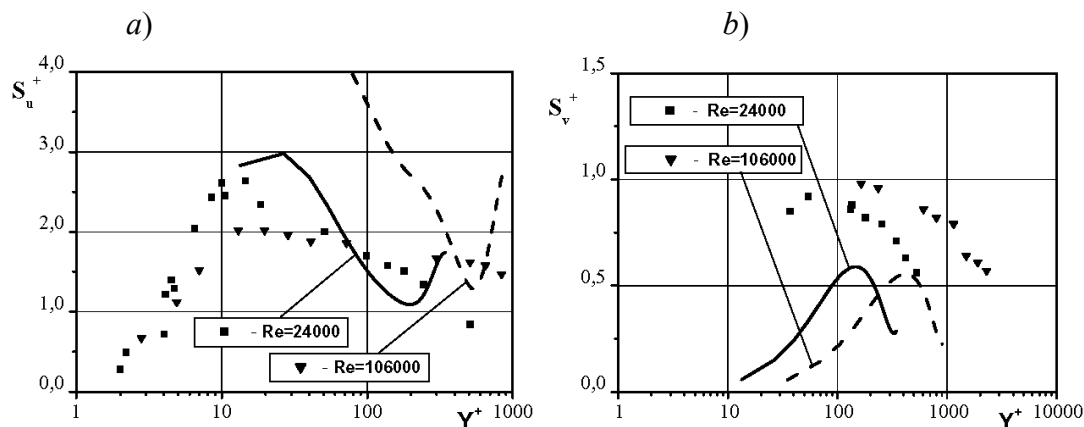 a)
4,0
S_u^+
3,0
2,0
1,0
0,0
- Re=24000
- Re=106000
1 10 100 1000
Y^+
b)
1,5
S_v^+
1,0
0,5
0,0
- Re=24000
- Re=106000
1 10 100 1000 10000
Y^+